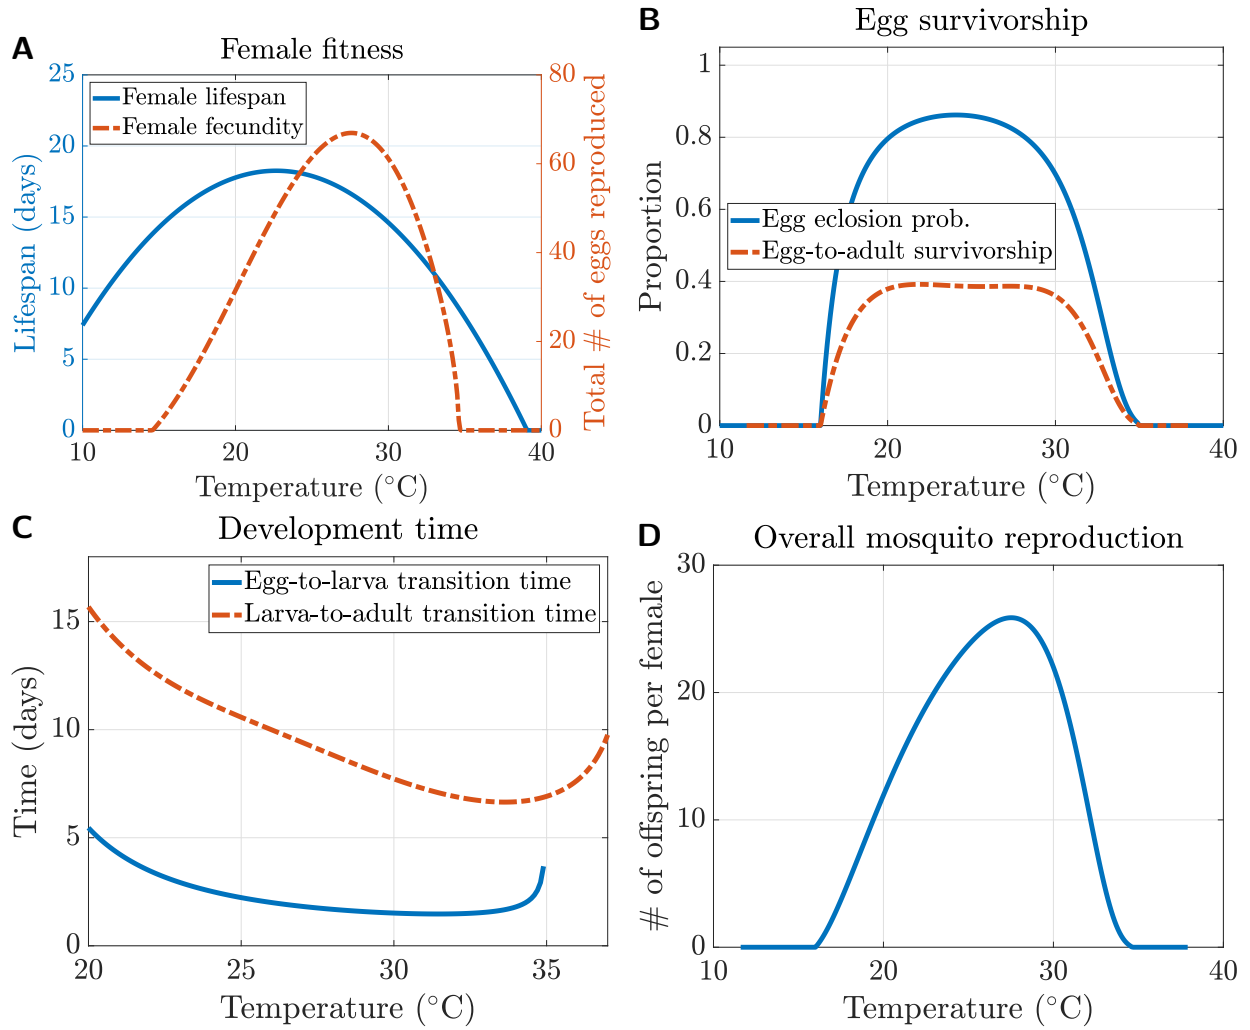 A
Female fitness
25
20
15
10
5
0
Lifespan (days)
Female lifespan
Female fecundity
80
60
40
20
0
Total # of eggs reproduced
10
20
30
40
Temperature (°C)
B
Egg survivorship
1
0.8
0.6
0.4
0.2
0
Proportion
Egg eclosion prob.
Egg-to-adult survivorship
10
20
30
40
Temperature (°C)
C
Development time
15
10
5
0
Time (days)
Egg-to-larva transition time
Larva-to-adult transition time
20
25
30
35
Temperature (°C)
D
Overall mosquito reproduction
30
20
10
0
# of offspring per female
10
20
30
40
Temperature (°C)